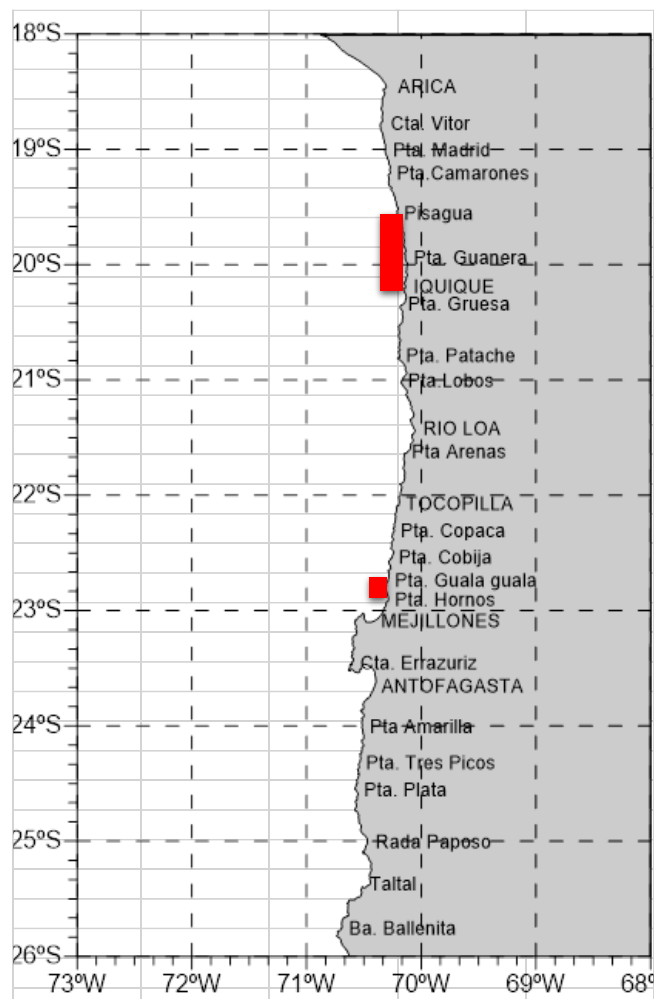 18ºS
ARICA
Cta. Vitor
19ºS
Pta. Madrid
Pta.Camarones
Pisagua
20ºS
Pta. Guanera
IQUIQUE
Pta. Gruesa
Pta. Patache
21ºS
Pta.Lobos
RIO LOA
Pta Arenas
22ºS
TOCOPILLA
Pta. Copaca
Pta. Cobija
Pta. Guala guala
Pta. Hornos
23ºS
MEJILLONES
Cta. Errazuriz
ANTOFAGASTA
24ºS
Pta Amarilla
Pta. Tres Picos
Pta. Plata
25ºS
Rada Paposo
Taltal
Ba. Ballenita
26ºS
73ºW 72ºW 71ºW 70ºW 69ºW 68º